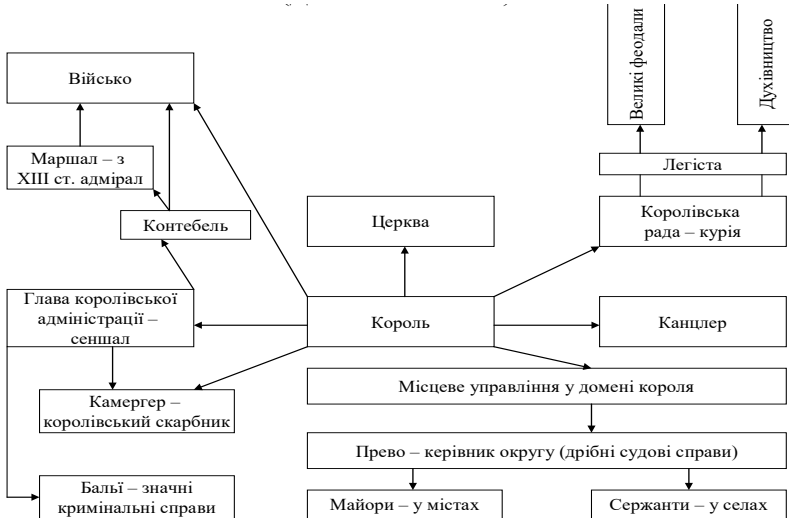 Військо
Великі феодали
Духівництво
Маршал – з
XIII ст. адмірал
Легіста
Контебель
Церква
Королівська
рада – курія
Глава королівської
адміністрації –
сеншал
Король
Канцлер
Місцеве управління у домені короля
Камергер –
королівський скарбник
Прево – керівник округу (дрібні судові справи)
Бальї – значні
кримінальні справи
Майори – у містах
Сержанти – у селах